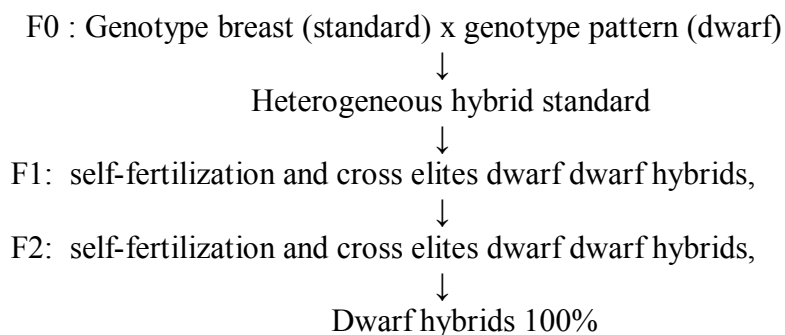 F0 : Genotype breast (standard) x genotype pattern (dwarf)
↓
Heterogeneous hybrid standard
↓
F1: self-fertilization and cross elites dwarf dwarf hybrids,
↓
F2: self-fertilization and cross elites dwarf dwarf hybrids,
↓
Dwarf hybrids 100%